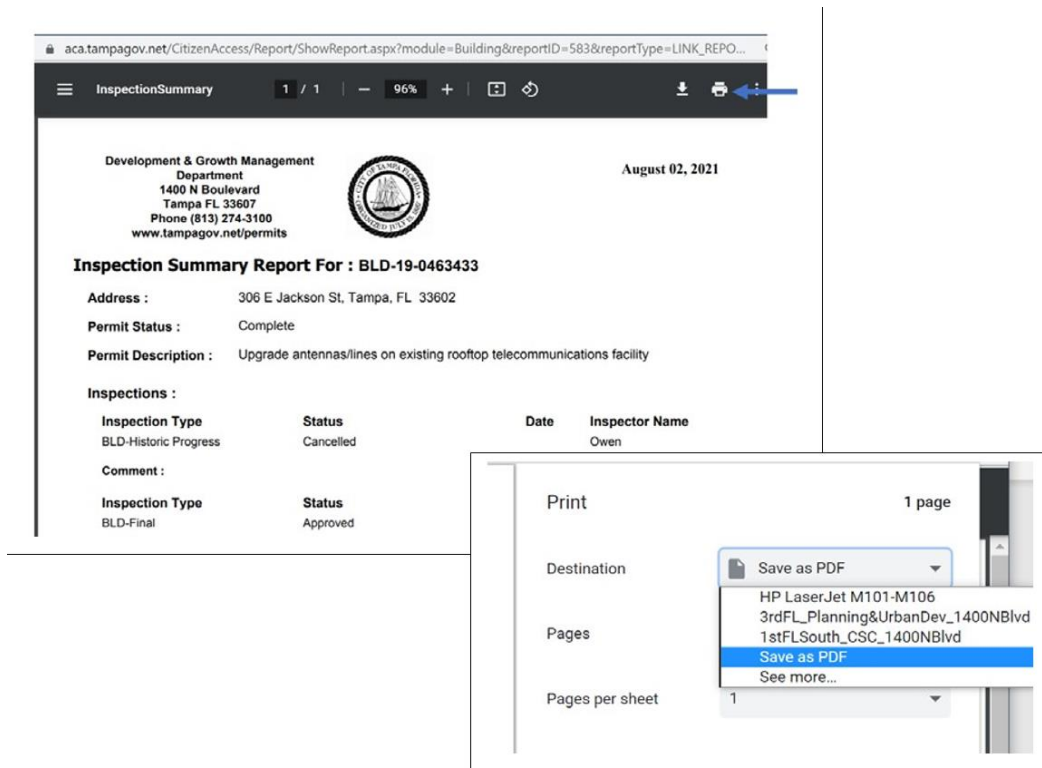 aca.tampagov.net/CitizenAccess/Report/ShowReport.aspx?module=Building&reportID=583&reportType=LINK_REPO...
InspectionSummary 1 / 1 | − 96% + |
Development & Growth Management
Department
1400 N Boulevard
Tampa FL 33607
Phone (813) 274-3100
www.tampagov.net/permits
August 02, 2021
Inspection Summary Report For : BLD-19-0463433
Address : 306 E Jackson St, Tampa, FL 33602
Permit Status : Complete
Permit Description : Upgrade antennas/lines on existing rooftop telecommunications facility
Inspections :
Inspection Type Status Date Inspector Name
BLD-Historic Progress Cancelled Owen
Comment :
Inspection Type Status
BLD-Final Approved
Print 1 page
Destination Save as PDF
HP LaserJet M101-M106
3rdFL_Planning&UrbanDev_1400NBlvd
Pages
1stFLSouth_CSC_1400NBlvd
Save as PDF
See more...
Pages per sheet 1